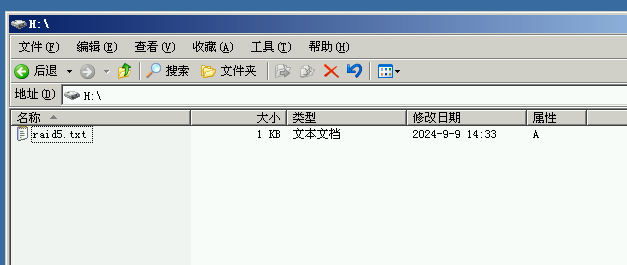 H:\
文件(F) 编辑(E) 查看(V) 收藏(A) 工具(T) 帮助(H)
后退 搜索 文件夹
地址(D) H:\
名称 大小 类型 修改日期 属性
raid5.txt 1 KB 文本文档 2024-9-9 14:33 A